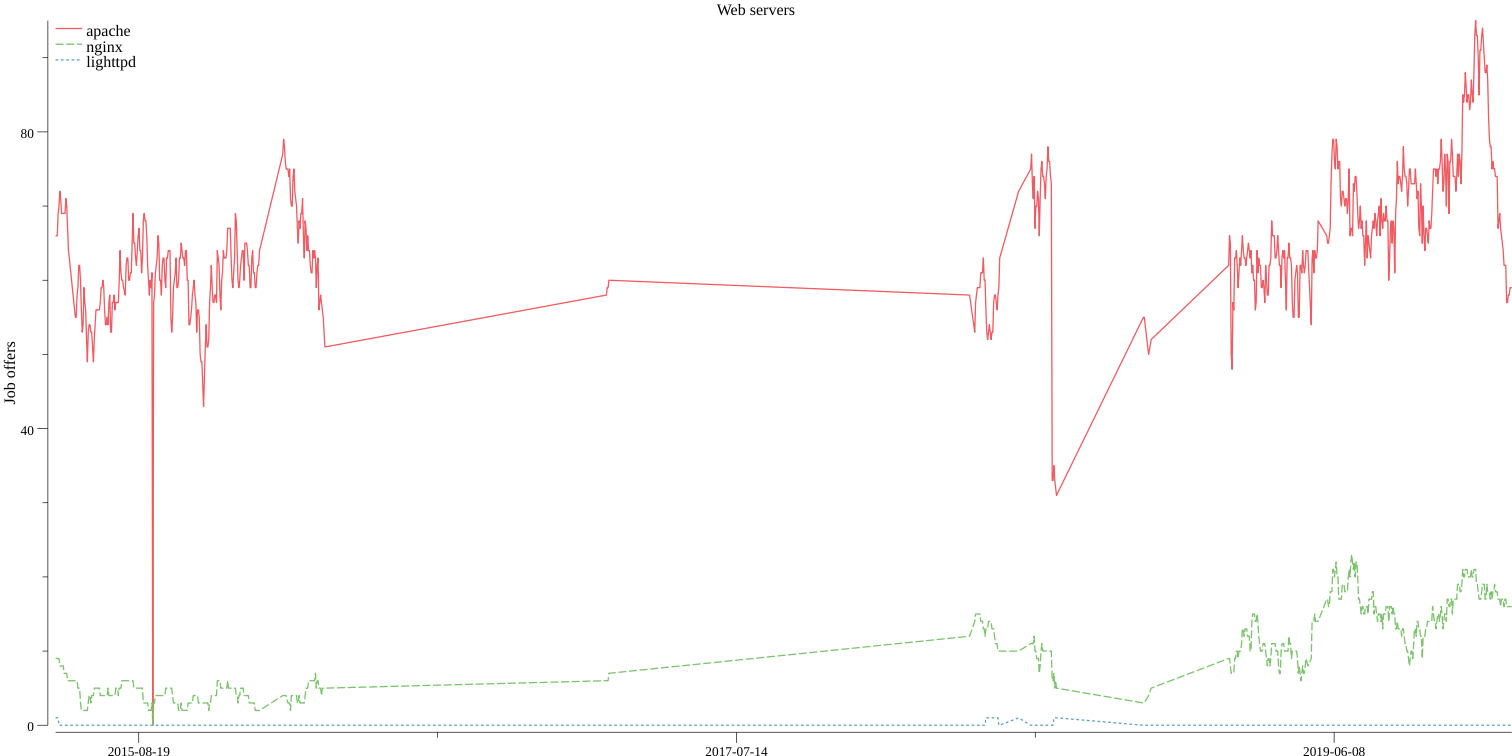 Web servers
apache
nginx
lighttpd
Job offers
80
40
0
2015-08-19
2017-07-14
2019-06-08